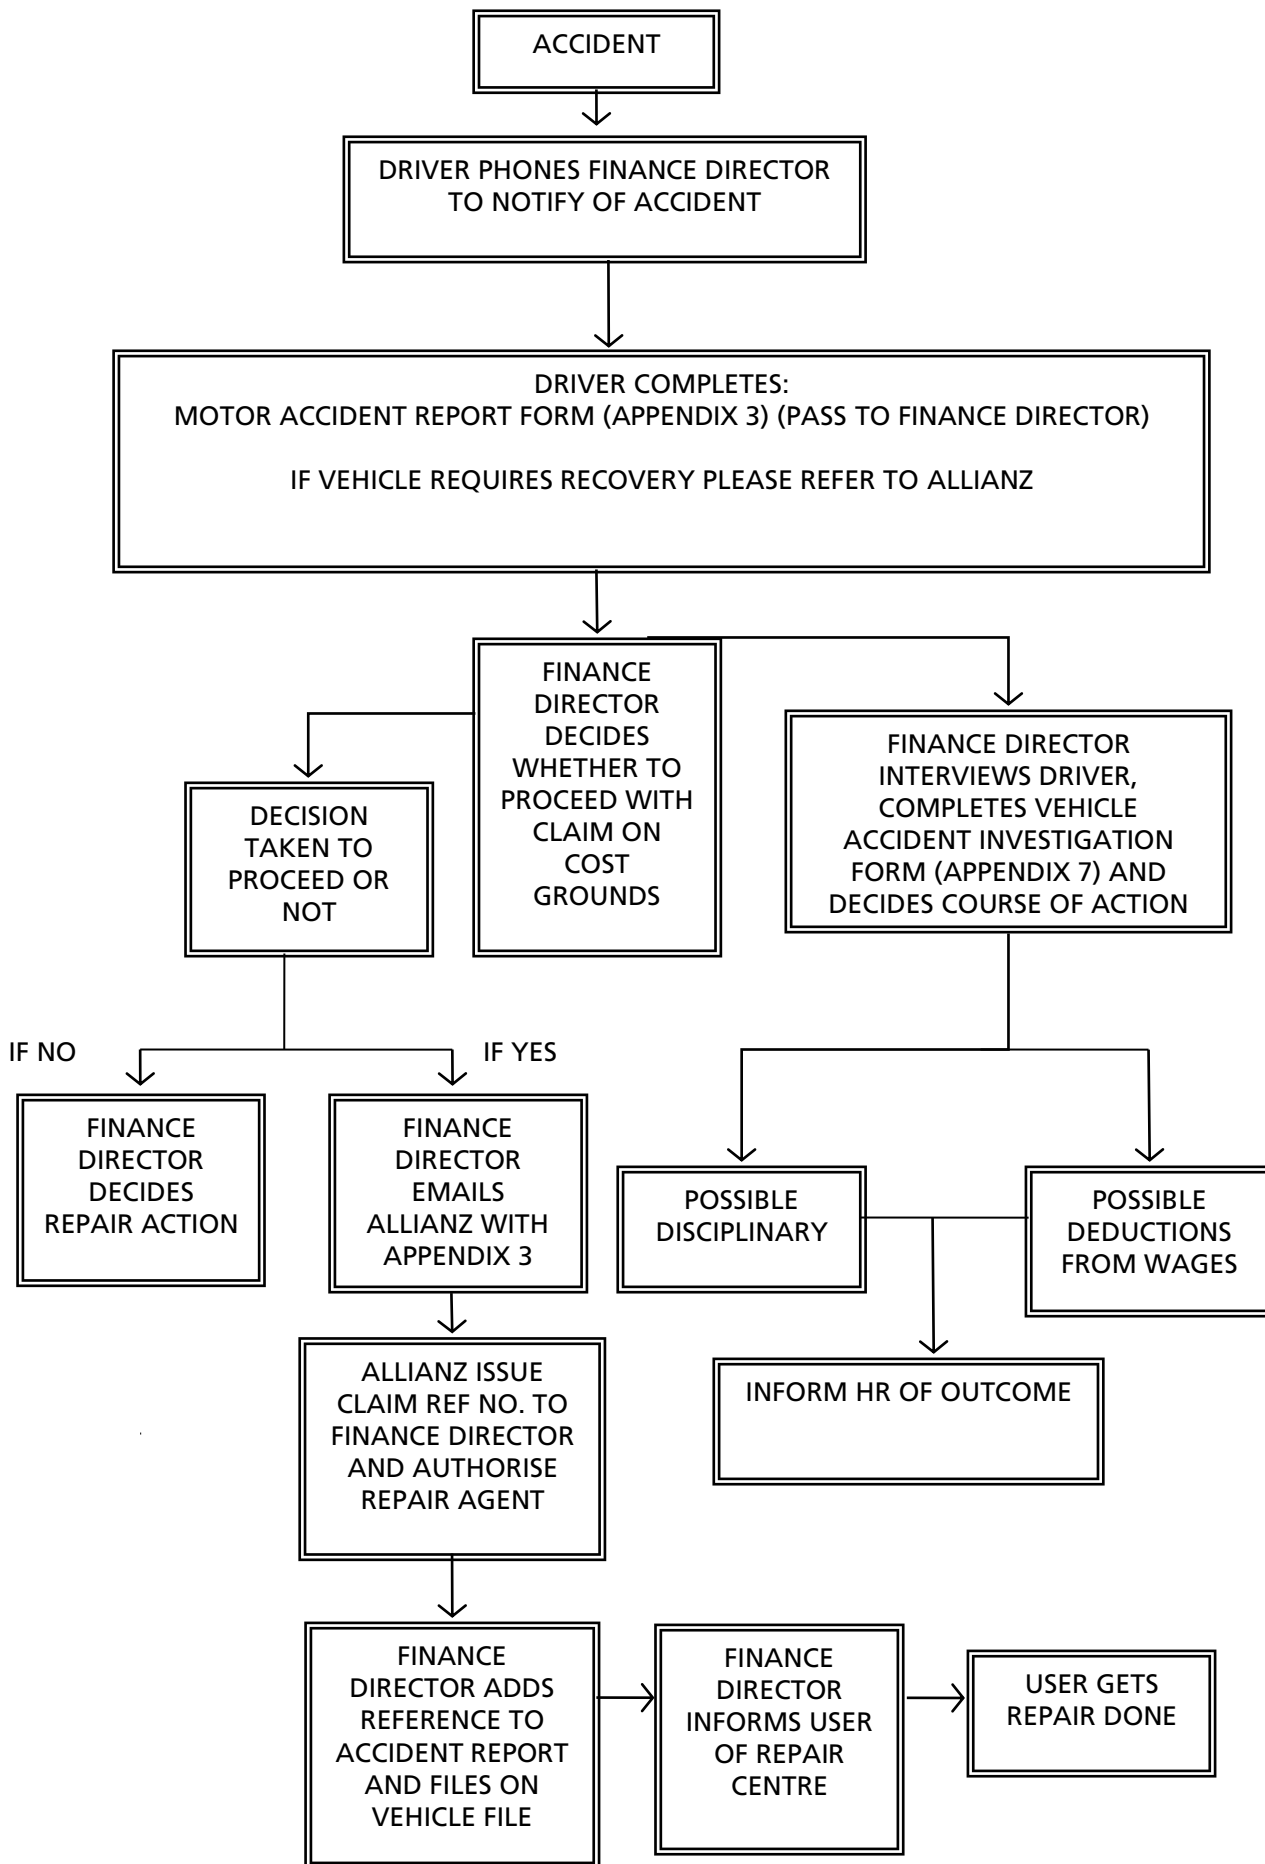 ACCIDENT
DRIVER PHONES FINANCE DIRECTOR
TO NOTIFY OF ACCIDENT
DRIVER COMPLETES:
MOTOR ACCIDENT REPORT FORM (APPENDIX 3) (PASS TO FINANCE DIRECTOR)
IF VEHICLE REQUIRES RECOVERY PLEASE REFER TO ALLIANZ
FINANCE
DIRECTOR
DECIDES
WHETHER TO
PROCEED WITH
CLAIM ON
COST
GROUNDS
FINANCE DIRECTOR
INTERVIEWS DRIVER,
COMPLETES VEHICLE
ACCIDENT INVESTIGATION
FORM (APPENDIX 7) AND
DECIDES COURSE OF ACTION
DECISION
TAKEN TO
PROCEED OR
NOT
IF NO
IF YES
FINANCE
DIRECTOR
DECIDES
REPAIR ACTION
FINANCE
DIRECTOR
EMAILS
ALLIANZ WITH
APPENDIX 3
POSSIBLE
DISCIPLINARY
POSSIBLE
DEDUCTIONS
FROM WAGES
ALLIANZ ISSUE
CLAIM REF NO. TO
FINANCE DIRECTOR
AND AUTHORISE
REPAIR AGENT
INFORM HR OF OUTCOME
FINANCE
DIRECTOR ADDS
REFERENCE TO
ACCIDENT REPORT
AND FILES ON
VEHICLE FILE
FINANCE
DIRECTOR
INFORMS USER
OF REPAIR
CENTRE
USER GETS
REPAIR DONE